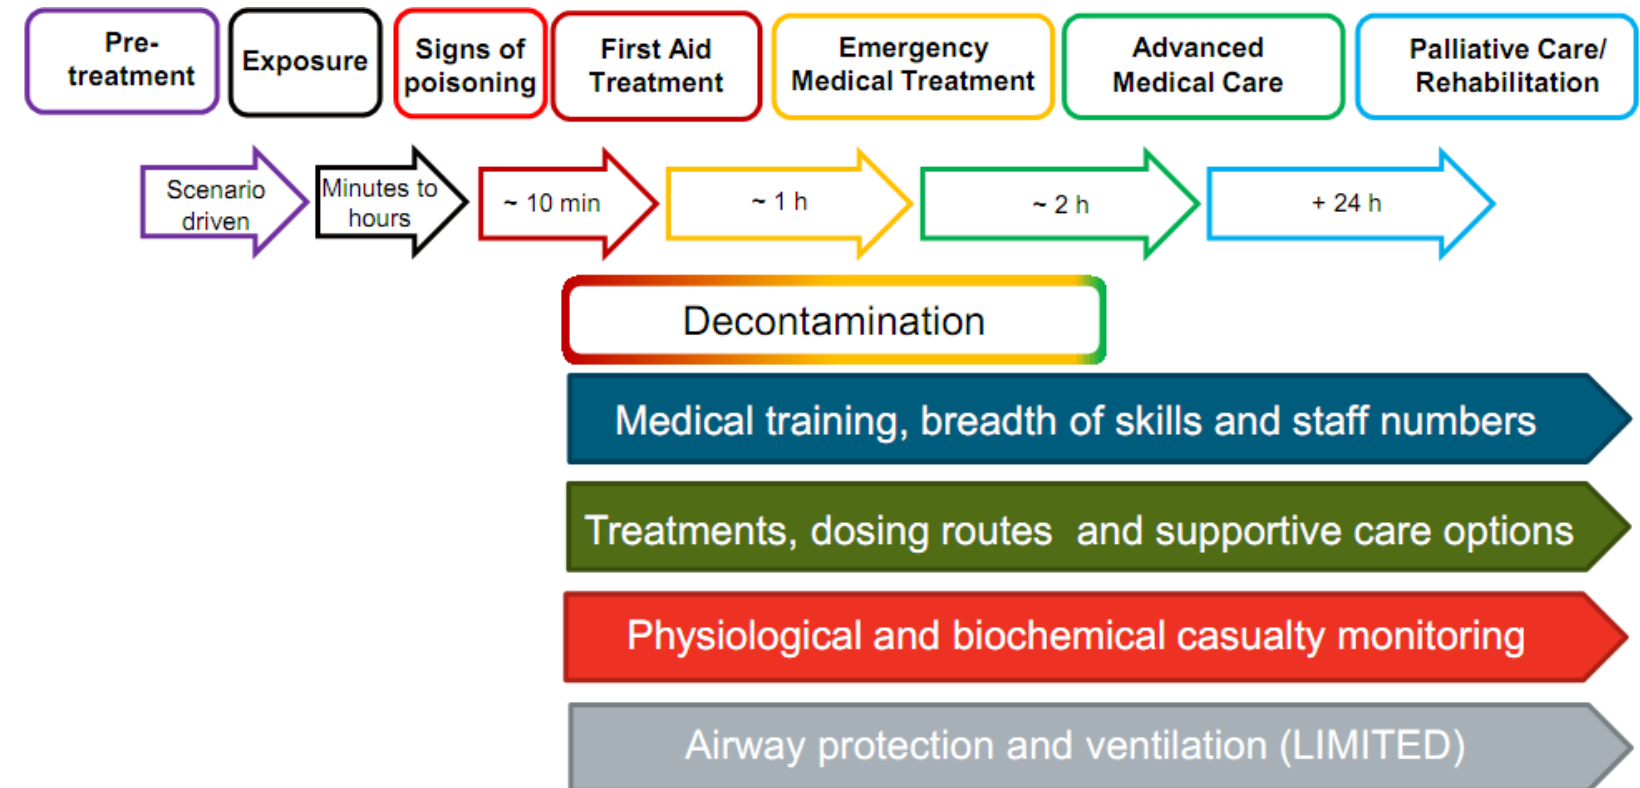 Pre-
treatment
Exposure
Signs of
poisoning
First Aid
Treatment
Emergency
Medical Treatment
Advanced
Medical Care
Palliative Care/
Rehabilitation
Scenario
driven
Minutes to
hours
~ 10 min
~ 1 h
~ 2 h
+ 24 h
Decontamination
Medical training, breadth of skills and staff numbers
Treatments, dosing routes and supportive care options
Physiological and biochemical casualty monitoring
Airway protection and ventilation (LIMITED)